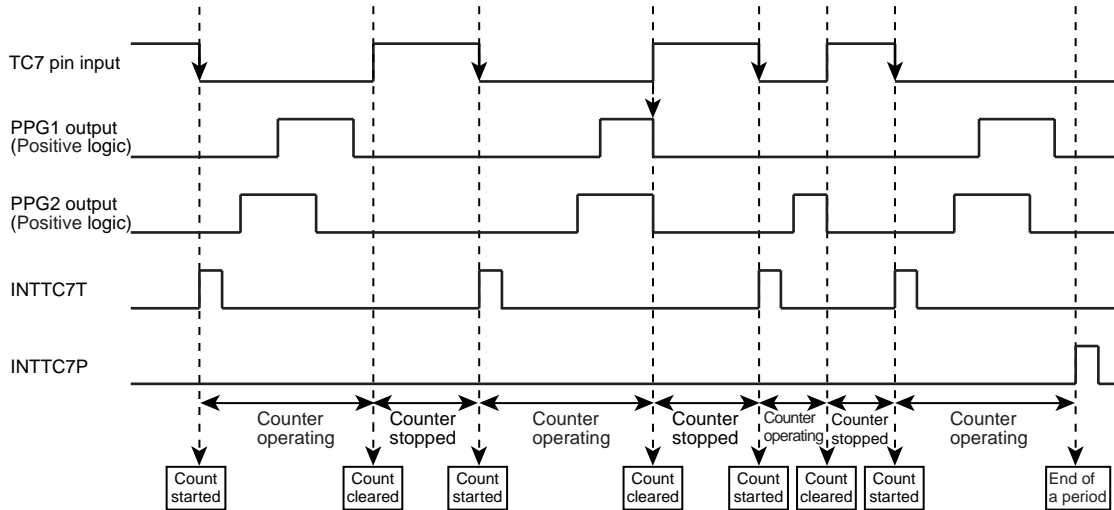 TC7 pin input
PPG1 output
(Positive logic)
PPG2 output
(Positive logic)
INTTC7T
INTTC7P
Counter
operating
Counter
stopped
Counter
operating
Counter
stopped
Counter
operating
Counter
stopped
Counter
operating
Count
started
Count
cleared
Count
started
Count
cleared
Count
started
Count
cleared
Count
started
End of
a period